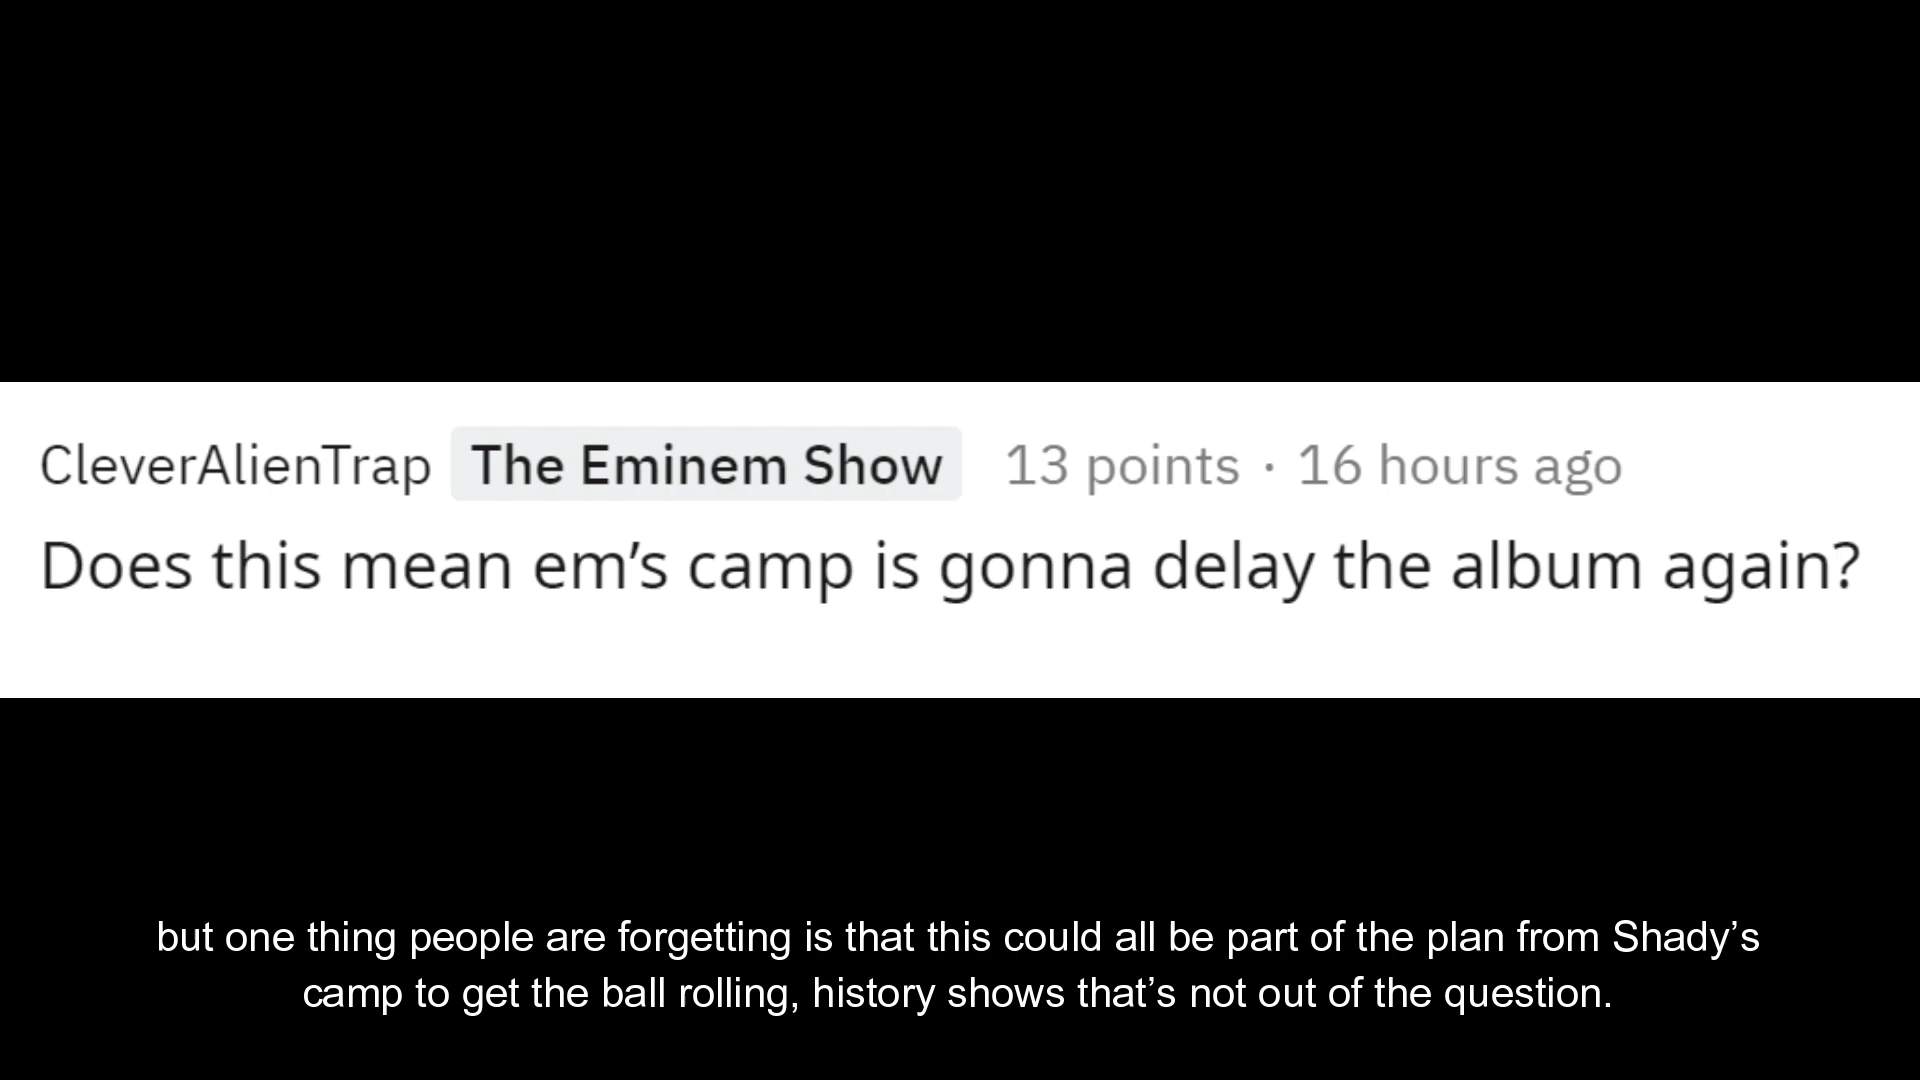 CleverAlienTrap The Eminem Show 13 points · 16 hours ago
Does this mean em’s camp is gonna delay the album again?
but one thing people are forgetting is that this could all be part of the plan from Shady’s
camp to get the ball rolling, history shows that’s not out of the question.